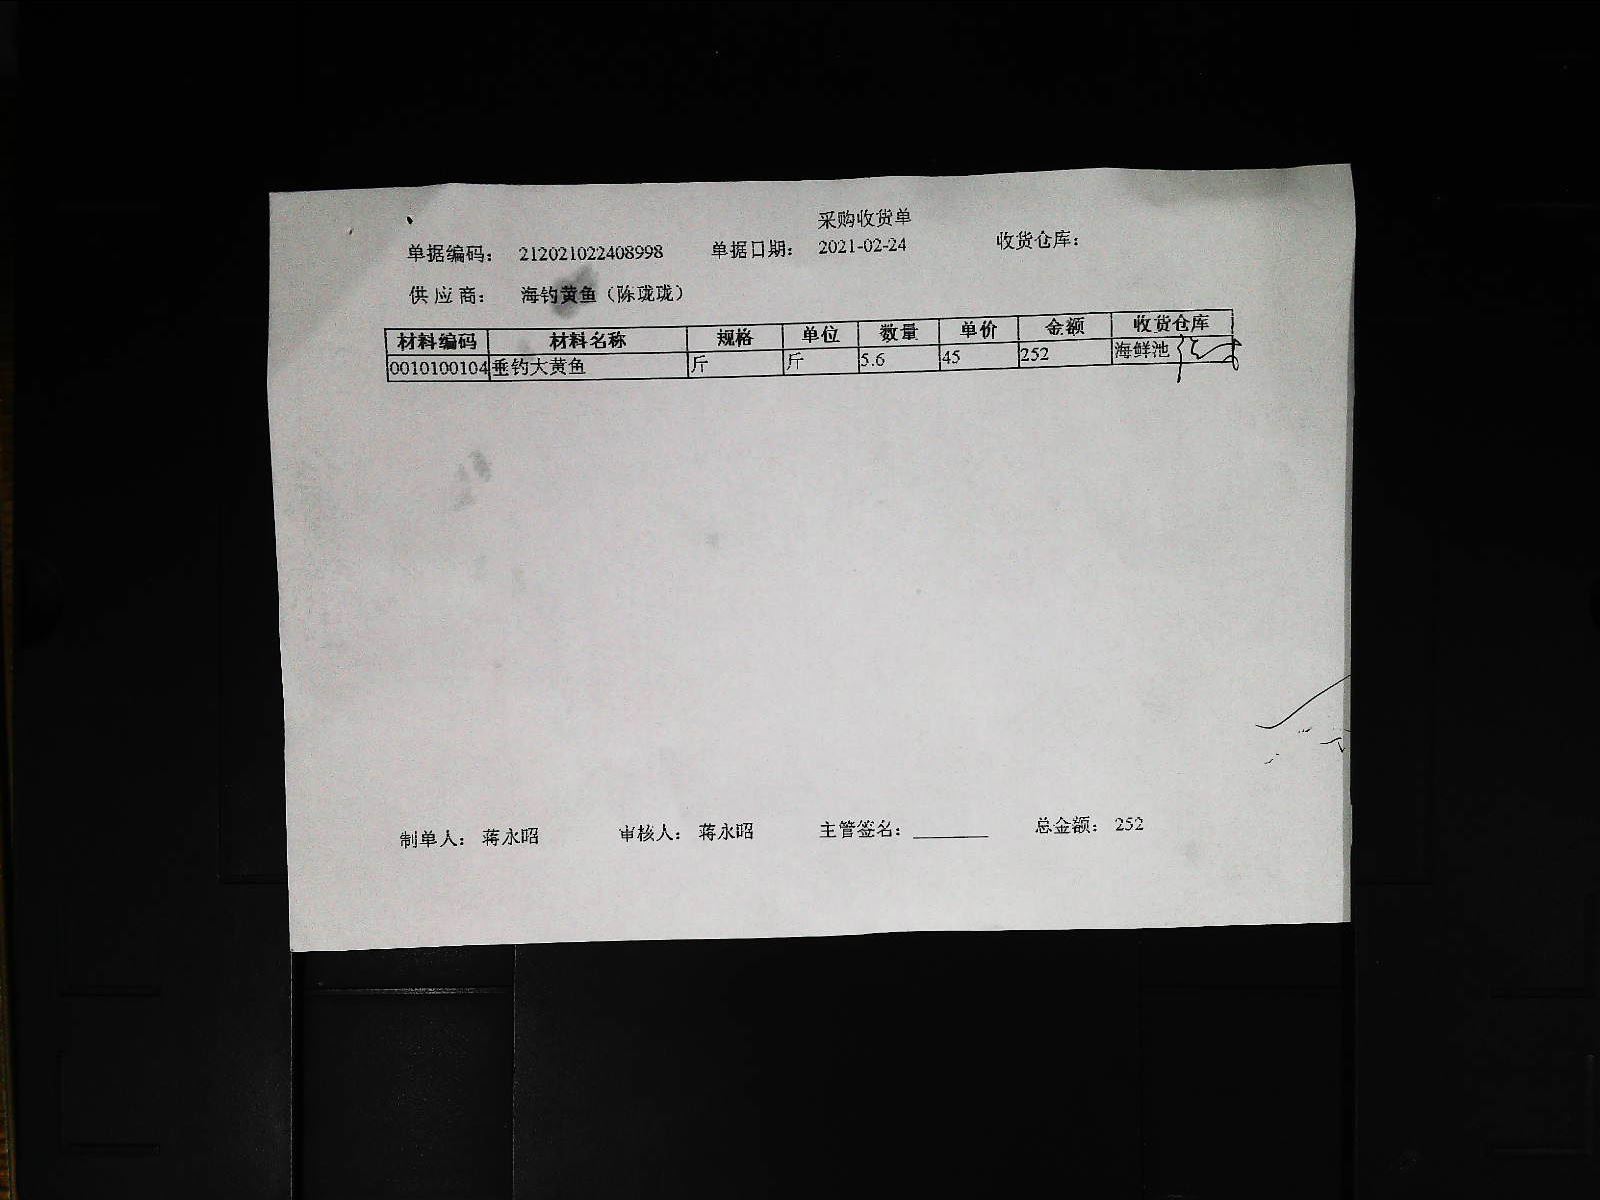 采购收货单
单据编码： 212021022408998 单据日期： 2021-02-24 收货仓库：
供 应 商： 海钓黄鱼（陈珑珑）
材料编码 材料名称 规格 单位 数量 单价 金额 收货仓库
0010100104 垂钓大黄鱼 斤 斤 5.6 45 252 海鲜池
制单人： 蒋永昭 审核人： 蒋永昭 主管签名： 总金额： 252